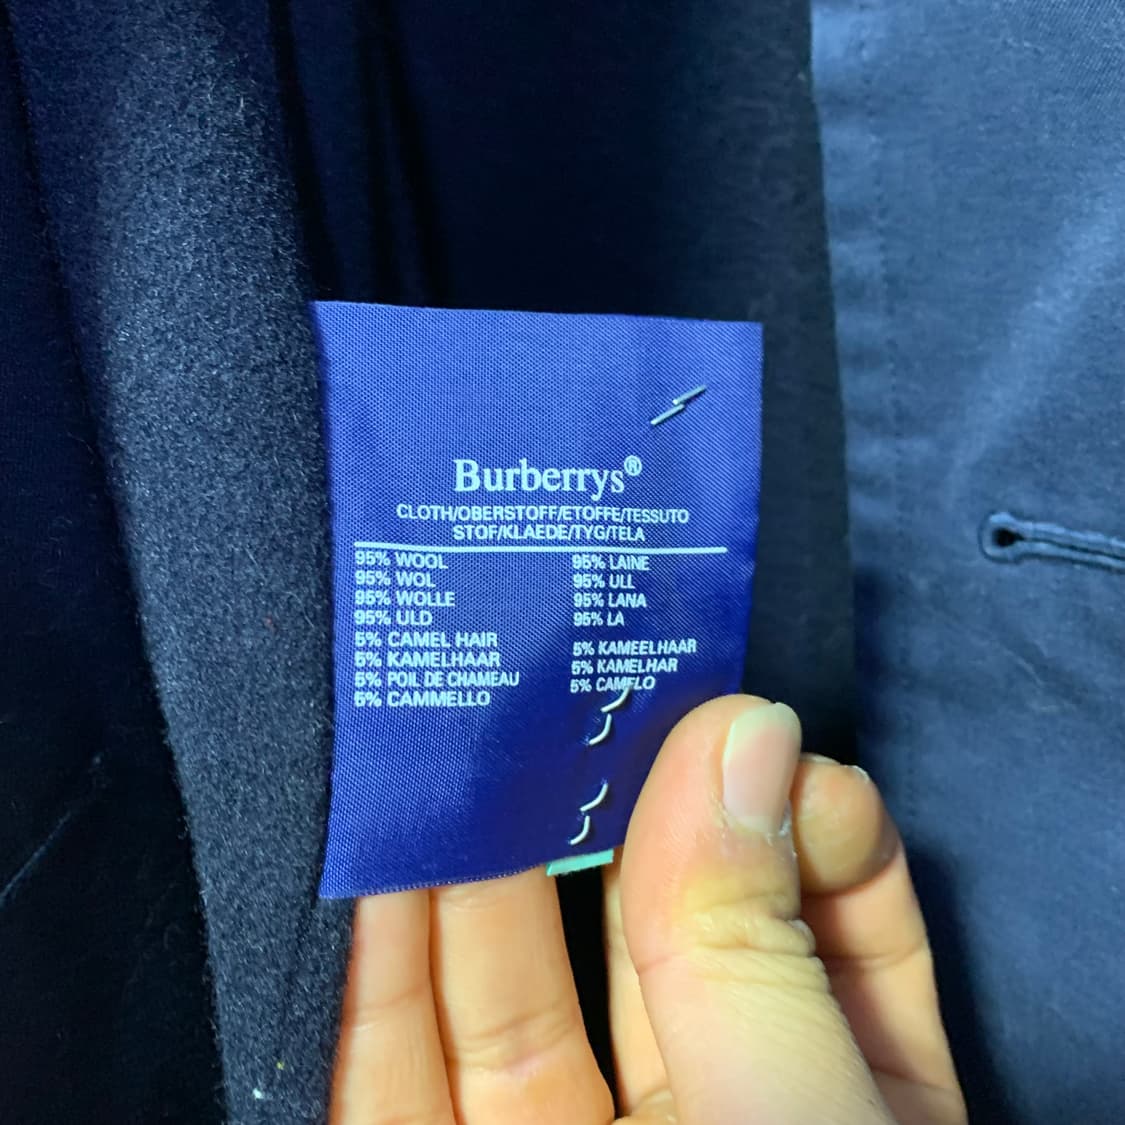 Burberrys®
CLOTH/OBERSTOFF/ETOFFE/TESSUTO
STOF/KLAEDE/TYG/TELA
95% WOOL
95% WOL
95% WOLLE
95% ULD
5% CAMEL HAIR
5% KAMELHAAR
5% POIL DE CHAMEAU
5% CAMMELLO
95% LAINE
95% ULL
95% LANA
95% LA
5% KAMEELHAAR
5% KAMELHAR
5% CAMELO